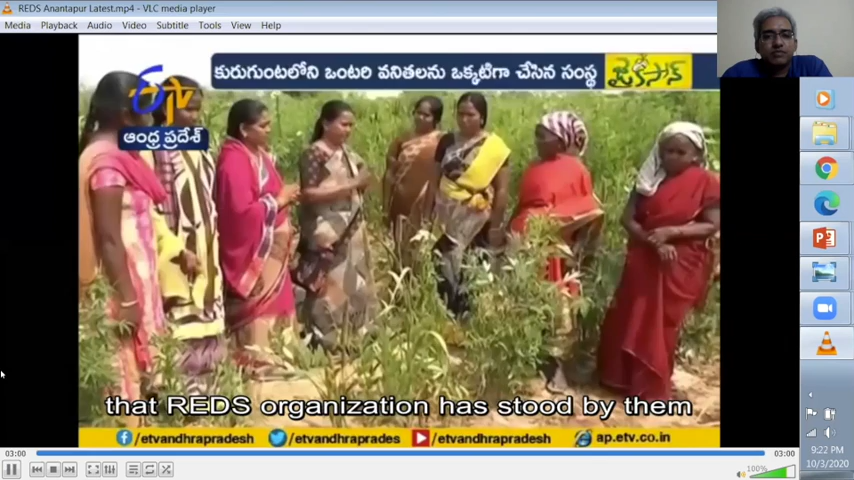 REDS Anantapur Latest.mp4 - VLC media player
Media Playback Audio Video Subtitle Tools View Help
కురుగుంటలోని ఒంటరి వనితలను ఒక్కటిగా చేసిన సంస్థ
జైకిసాన్
etv
ఆంధ్రప్రదేశ్
that REDS organization has stood by them
/etvandhrapradesh /etvandhraprades /etvandhrapradesh ap.etv.co.in
03:00 03:00
100%
9:22 PM
10/3/2020